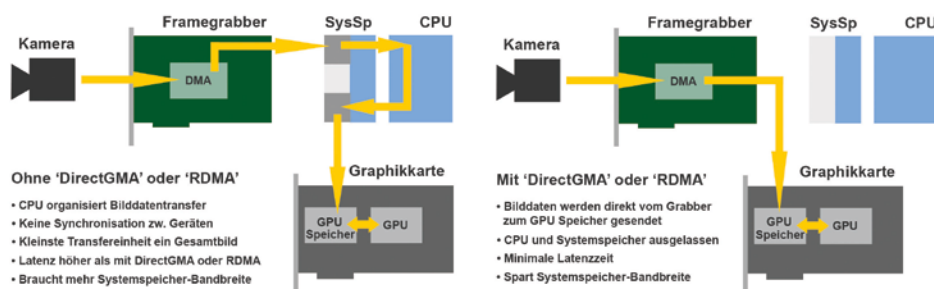 Framegrabber
SysSp
CPU
Kamera
DMA
Graphikkarte
GPU
Speicher
GPU
Ohne 'DirectGMA' oder 'RDMA'
• CPU organisiert Bilddatentransfer
• Keine Synchronisation zw. Geräten
• Kleinste Transfereinheit ein Gesamtbild
• Latenz höher als mit DirectGMA oder RDMA
• Braucht mehr Systemspeicher-Bandbreite
Framegrabber
SysSp
CPU
Kamera
DMA
Graphikkarte
GPU
Speicher
GPU
Mit 'DirectGMA' oder 'RDMA'
• Bilddaten werden direkt vom Grabber
zum GPU Speicher gesendet
• CPU und Systemspeicher ausgelassen
• Minimale Latenzzeit
• Spart Systemspeicher-Bandbreite